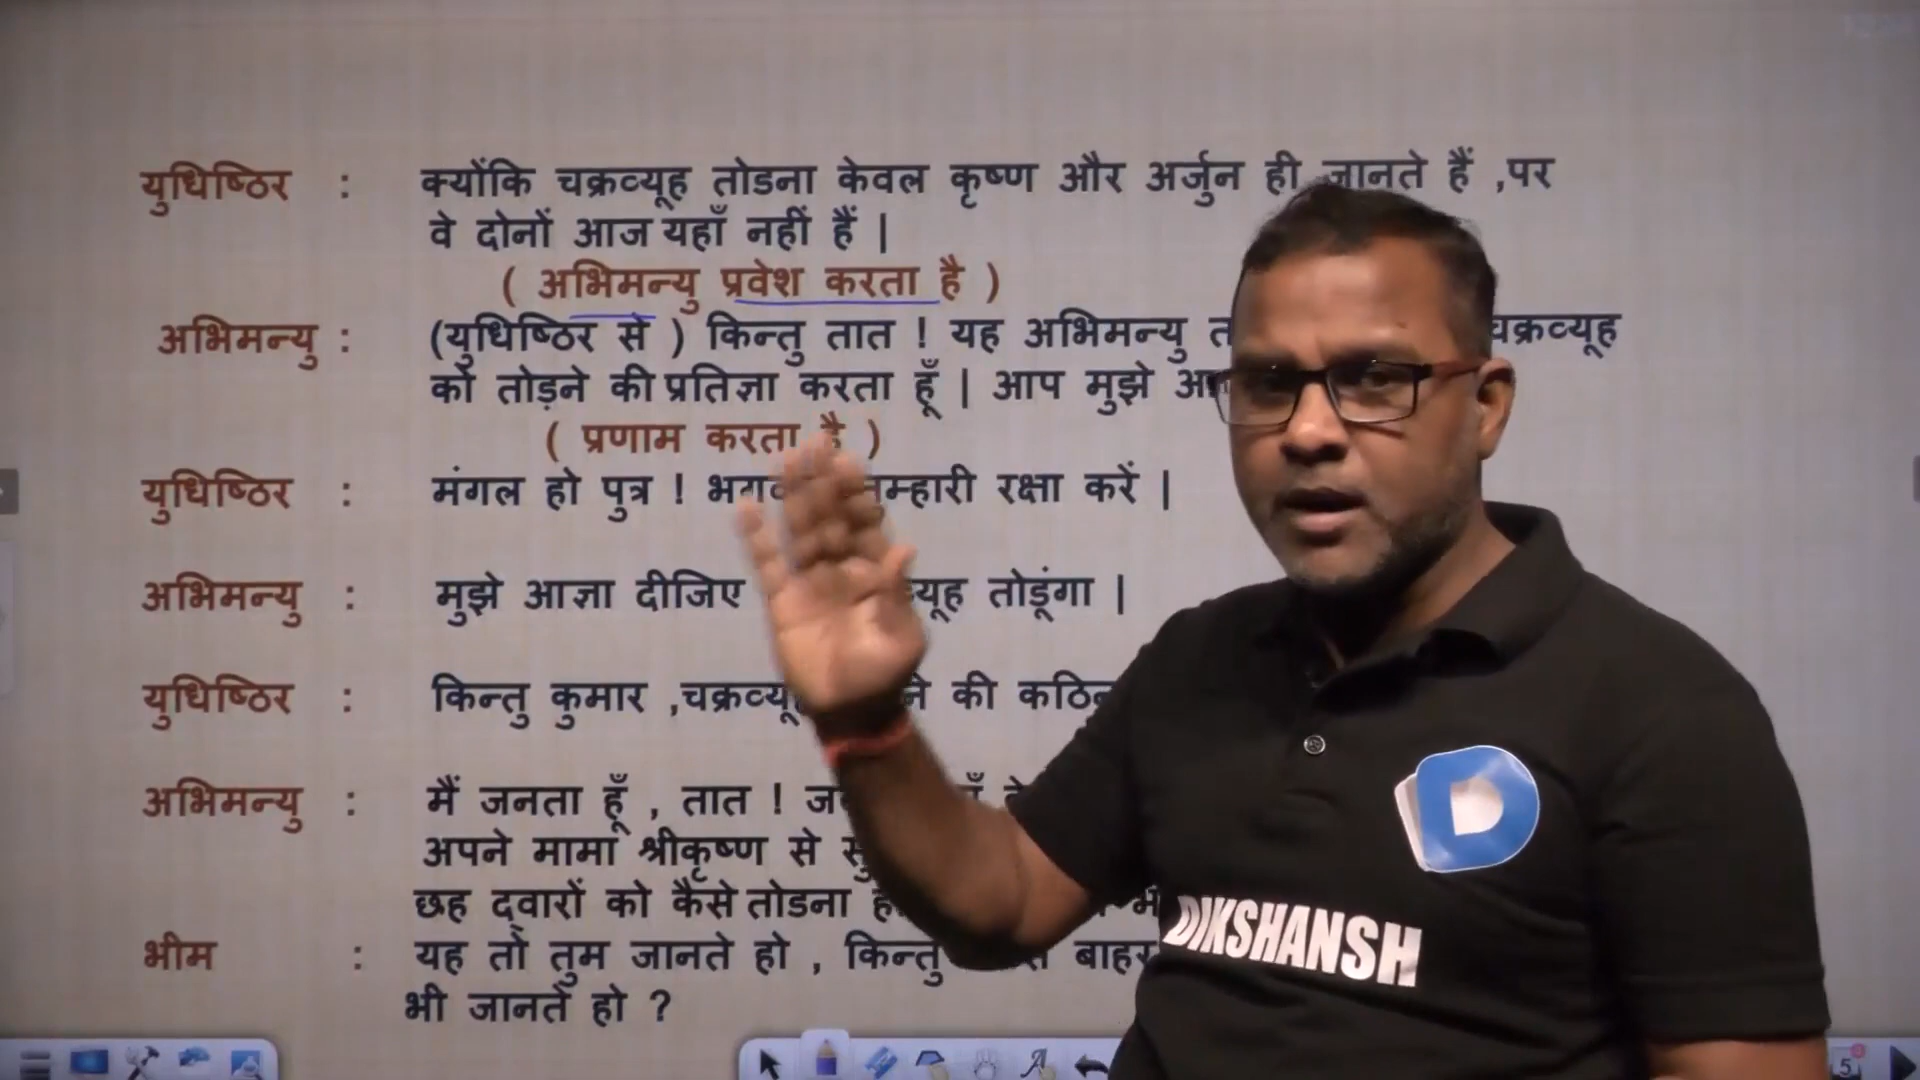 युधिष्ठिर : क्योंकि चक्रव्यूह तोडना केवल कृष्ण और अर्जुन ही जानते हैं ,पर
वे दोनों आज यहाँ नहीं हैं |
( अभिमन्यु प्रवेश करता है )
अभिमन्यु : (युधिष्ठिर से ) किन्तु तात ! यह अभिमन्यु चक्रव्यूह
को तोड़ने की प्रतिज्ञा करता हूँ | आप मुझे
( प्रणाम करता है )
युधिष्ठिर : मंगल हो पुत्र ! तुम्हारी रक्षा करें |
अभिमन्यु : मुझे आज्ञा दीजिए तोडूंगा |
युधिष्ठिर : किन्तु कुमार , की
अभिमन्यु : मैं जनता हूँ , तात !
अपने मामा श्रीकृष्ण से
छह द्वारों को कैसे तोडना
भीम : यह तो तुम जानते हो , किन्तु बाहर
भी जानते हो ?
D
DIKSHANSH